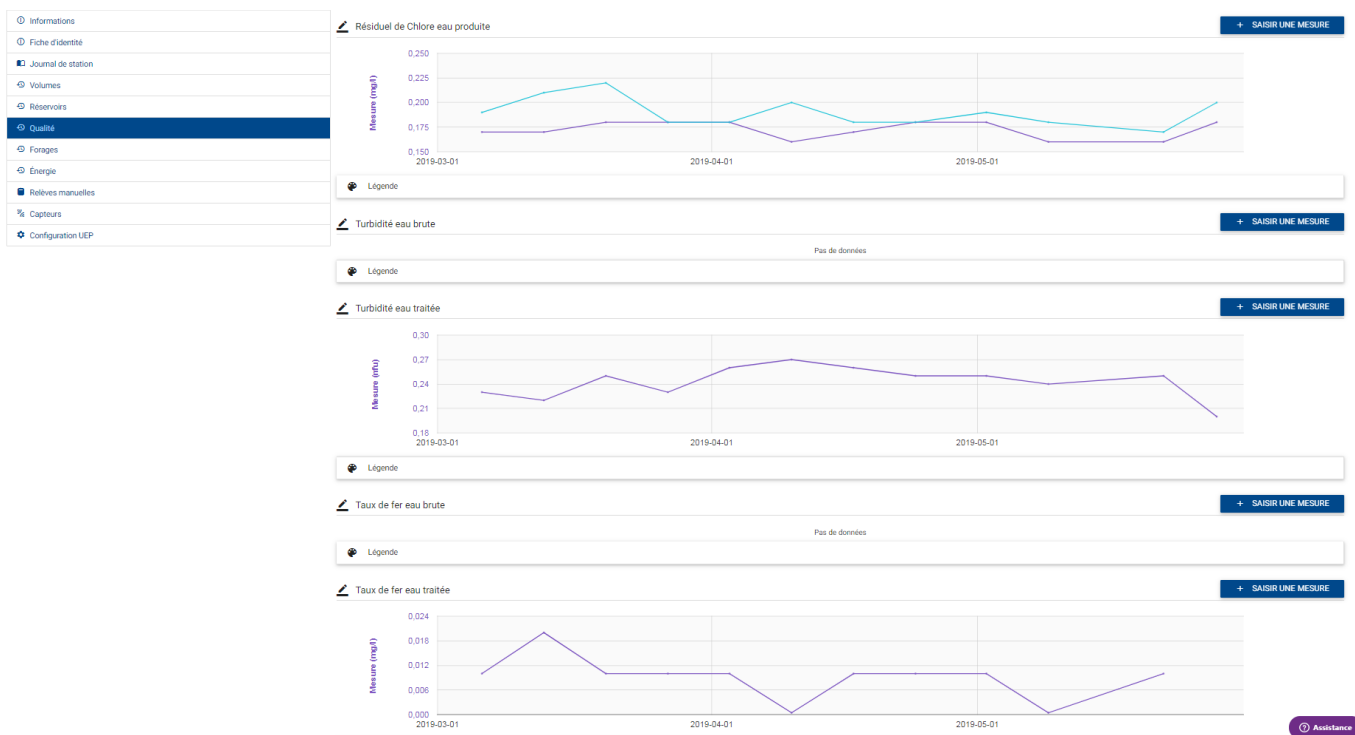 Informations
Fiche d'identité
Journal de station
Volumes
Réservoirs
Qualité
Forages
Énergie
Relèves manuelles
Capteurs
Configuration UEP
Résiduel de Chlore eau produite
+ SAISIR UNE MESURE
Mesure (mg/l)
0,250
0,225
0,200
0,175
0,150
2019-03-01 2019-04-01 2019-05-01
Légende
Turbidité eau brute
+ SAISIR UNE MESURE
Pas de données
Légende
Turbidité eau traitée
+ SAISIR UNE MESURE
Mesure (nfu)
0,30
0,27
0,24
0,21
0,18
2019-03-01 2019-04-01 2019-05-01
Légende
Taux de fer eau brute
+ SAISIR UNE MESURE
Pas de données
Légende
Taux de fer eau traitée
+ SAISIR UNE MESURE
Mesure (mg/l)
0,024
0,018
0,012
0,006
0,000
2019-03-01 2019-04-01 2019-05-01
? Assistance